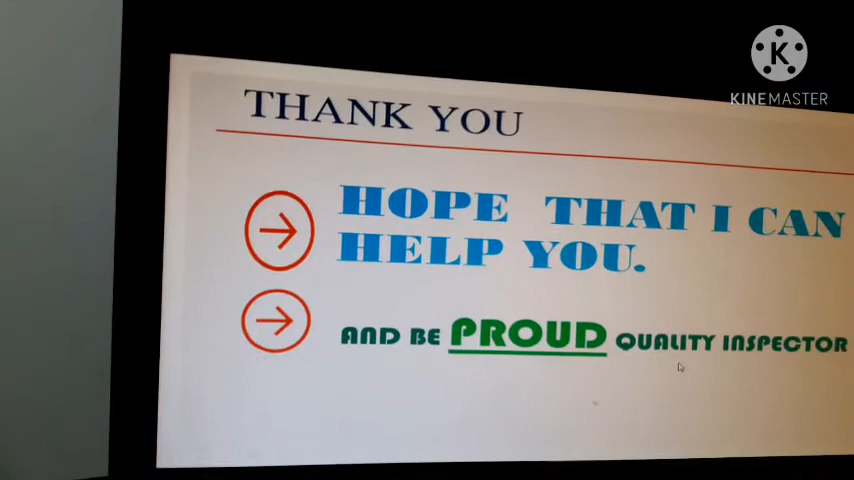 K
KINEMASTER
THANK YOU
HOPE THAT I CAN
HELP YOU.
AND BE PROUD QUALITY INSPECTOR